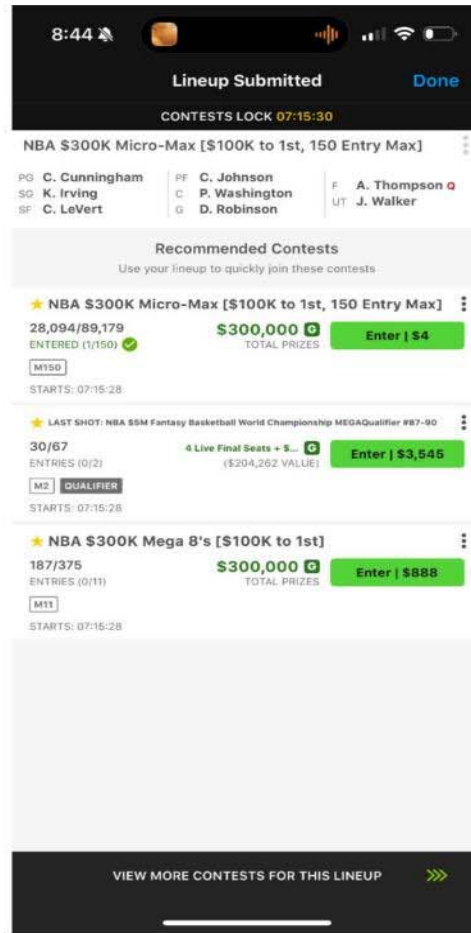 8:44
Lineup Submitted
Done
CONTESTS LOCK 07:15:30
NBA $300K Micro-Max [$100K to 1st, 150 Entry Max]
PG C. Cunningham
SG K. Irving
SF C. LeVert
PF C. Johnson
C P. Washington
G D. Robinson
F A. Thompson Q
UT J. Walker
Recommended Contests
Use your lineup to quickly join these contests
NBA $300K Micro-Max [$100K to 1st, 150 Entry Max]
28,094/89,179
ENTERED (1/150)
$300,000 G
TOTAL PRIZES
Enter | $4
M150
STARTS: 07:15:28
LAST SHOT: NBA $5M Fantasy Basketball World Championship MEGAQualifier #87-90
30/67
ENTRIES (0/2)
4 Live Final Seats + $... G
($204,262 VALUE)
Enter | $3,545
M2 QUALIFIER
STARTS: 07:15:28
NBA $300K Mega 8's [$100K to 1st]
187/375
ENTRIES (0/11)
$300,000 G
TOTAL PRIZES
Enter | $888
M11
STARTS: 07:15:28
VIEW MORE CONTESTS FOR THIS LINEUP